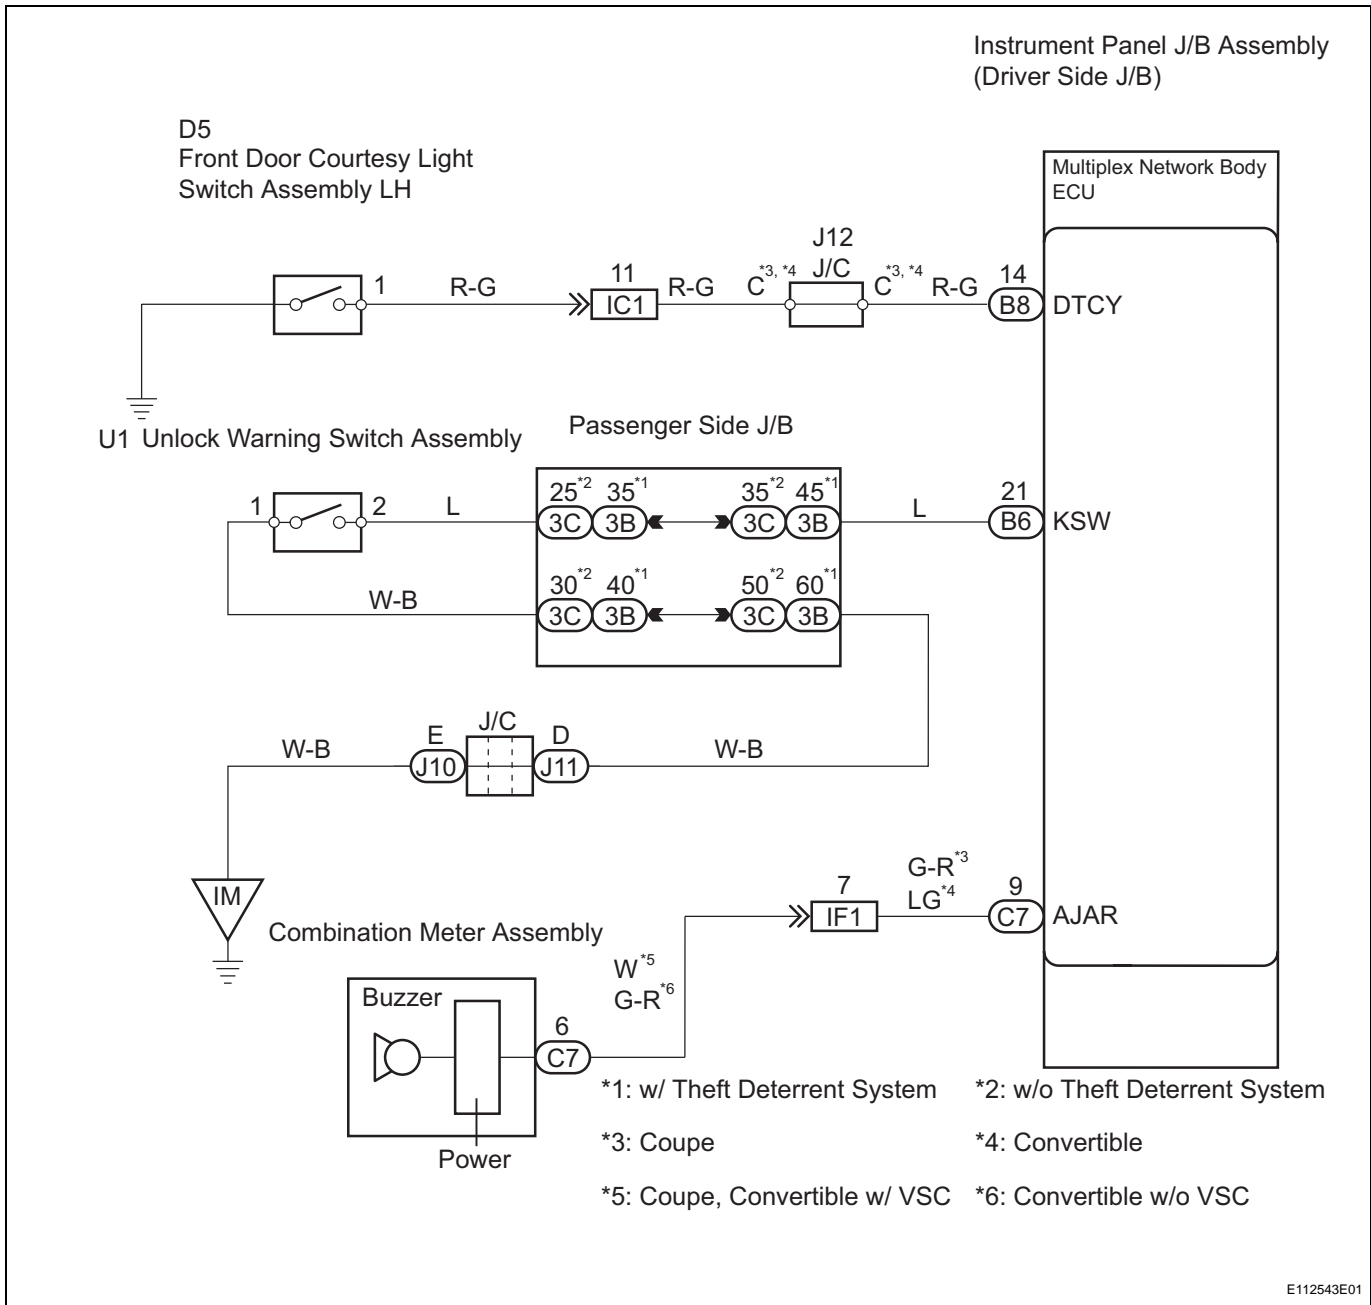 Instrument Panel J/B Assembly
(Driver Side J/B)
D5
Front Door Courtesy Light
Switch Assembly LH
Multiplex Network Body
ECU
1
R-G
11
IC1
R-G
C*3, *4
J12
J/C
C*3, *4
R-G
14
B8
DTCY
U1 Unlock Warning Switch Assembly
Passenger Side J/B
1
2
L
25*2
35*1
35*2
45*1
3C
3B
3C
3B
L
21
B6
KSW
W-B
30*2
40*1
50*2
60*1
3C
3B
3C
3B
W-B
E
J10
J/C
D
J11
W-B
IM
Combination Meter Assembly
Buzzer
Power
6
C7
W*5
G-R*6
7
IF1
G-R*3
LG*4
9
C7
AJAR
*1: w/ Theft Deterrent System
*2: w/o Theft Deterrent System
*3: Coupe
*4: Convertible
*5: Coupe, Convertible w/ VSC
*6: Convertible w/o VSC
E112543E01